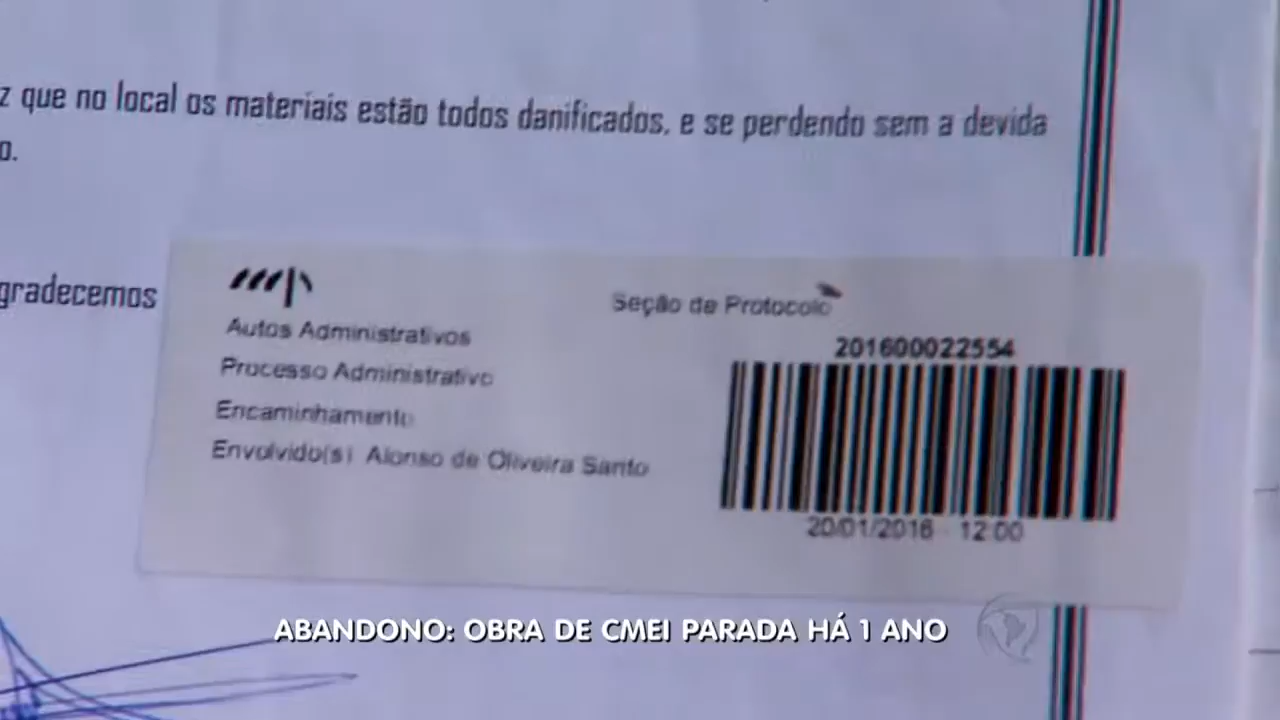 z que no local os materiais estão todos danificados, e se perdendo sem a devida
o.
gradecemos
MP
Seção de Protocolo
Autos Administrativos
201600022554
Processo Administrativo
Encaminhamento
Envolvido(s) Alonso de Oliveira Santo
20/01/2016 - 12:00
ABANDONO: OBRA DE CMEI PARADA HÁ 1 ANO